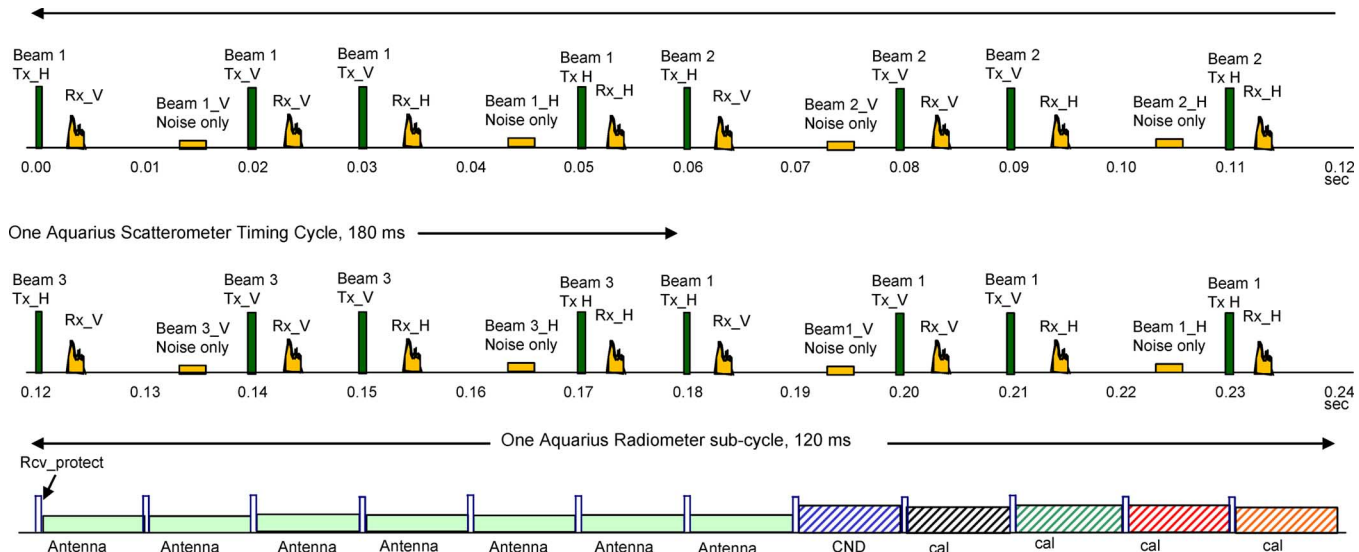 Beam 1 Beam 1 Beam 1 Beam 1 Beam 2 Beam 2 Beam 2 Beam 2
Tx_H Tx_V Tx_V Tx H Tx_H Tx_V Tx_V Tx H
Rx_V Beam 1_V Rx_V Rx_H Beam 1_H Rx_H Rx_V Beam 2_V Rx_V Rx_H Beam 2_H Rx_H
Noise only Noise only Noise only Noise only
0.00 0.01 0.02 0.03 0.04 0.05 0.06 0.07 0.08 0.09 0.10 0.11 0.12
sec
One Aquarius Scatterometer Timing Cycle, 180 ms
Beam 3 Beam 3 Beam 3 Beam 3 Beam 1 Beam 1 Beam 1 Beam 1
Tx_H Tx_V Tx_V Tx H Tx_H Tx_V Tx_V Tx H
Rx_V Beam 3_V Rx_V Rx_H Beam 3_H Rx_H Rx_V Beam1_V Rx_V Rx_H Beam 1_H Rx_H
Noise only Noise only Noise only Noise only
0.12 0.13 0.14 0.15 0.16 0.17 0.18 0.19 0.20 0.21 0.22 0.23 0.24
sec
One Aquarius Radiometer sub-cycle, 120 ms
Rcv_protect
Antenna Antenna Antenna Antenna Antenna Antenna Antenna CND cal cal cal cal